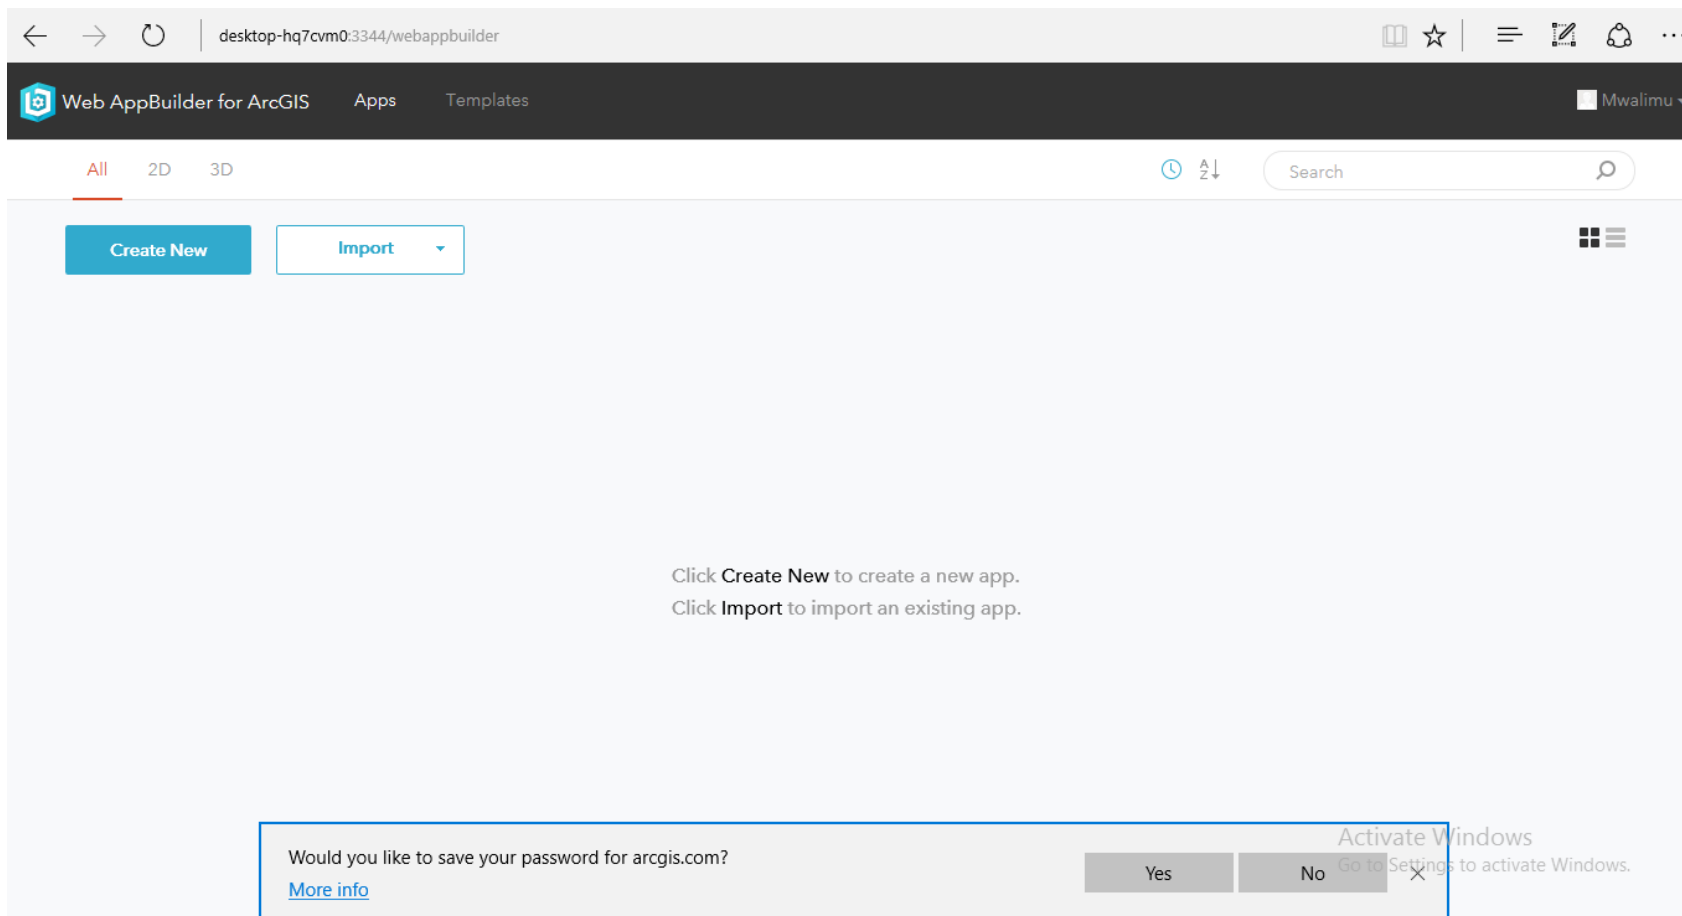 desktop-hq7cvm0:3344/webappbuilder
Web AppBuilder for ArcGIS Apps Templates Mwalimu
All 2D 3D Search
Create New Import
Click Create New to create a new app.
Click Import to import an existing app.
Activate Windows
Go to Settings to activate Windows.
Would you like to save your password for arcgis.com?
More info
Yes No